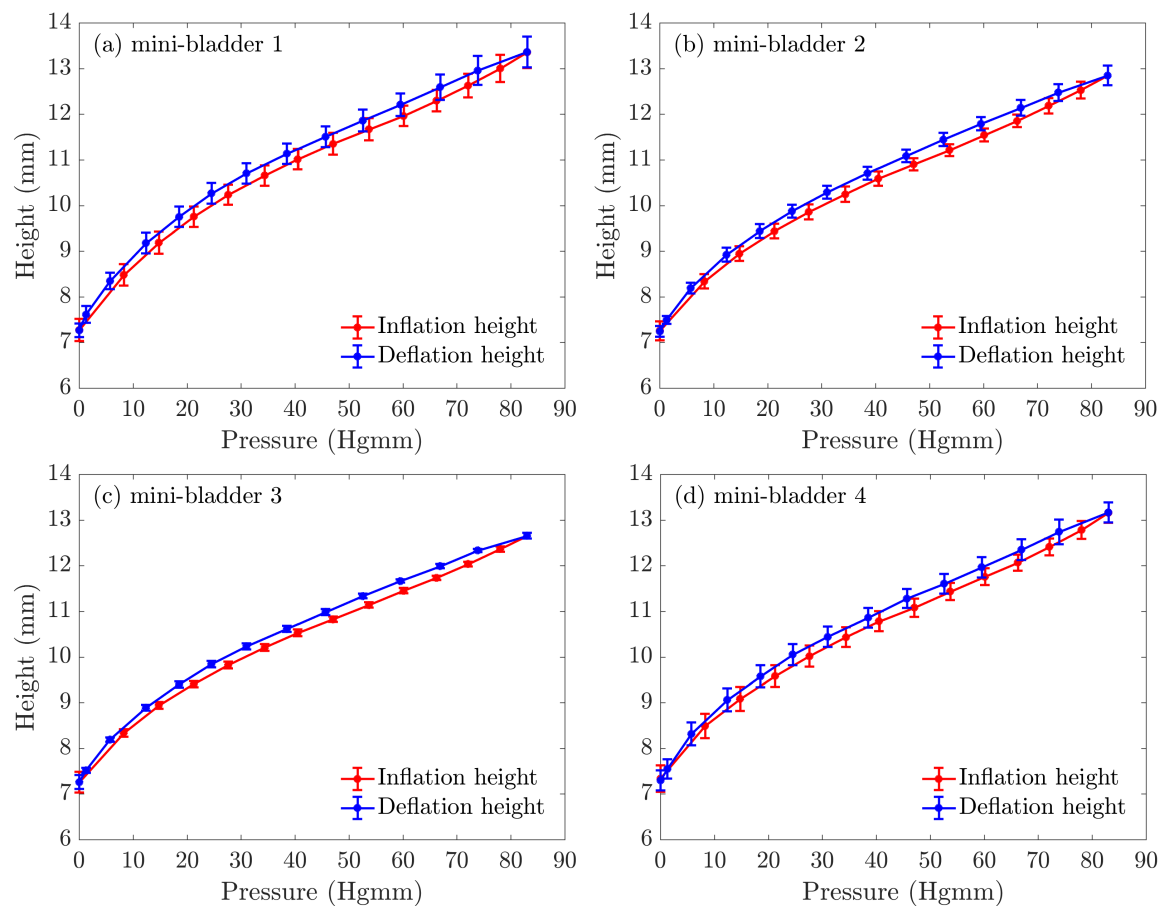 (a) mini-bladder 1
14
13
12
11
10
9
8
7
6
Height (mm)
Inflation height
Deflation height
0 10 20 30 40 50 60 70 80 90
Pressure (Hgmm)
(b) mini-bladder 2
14
13
12
11
10
9
8
7
6
Height (mm)
Inflation height
Deflation height
0 10 20 30 40 50 60 70 80 90
Pressure (Hgmm)
(c) mini-bladder 3
14
13
12
11
10
9
8
7
6
Height (mm)
Inflation height
Deflation height
0 10 20 30 40 50 60 70 80 90
Pressure (Hgmm)
(d) mini-bladder 4
14
13
12
11
10
9
8
7
6
Inflation height
Deflation height
0 10 20 30 40 50 60 70 80 90
Pressure (Hgmm)